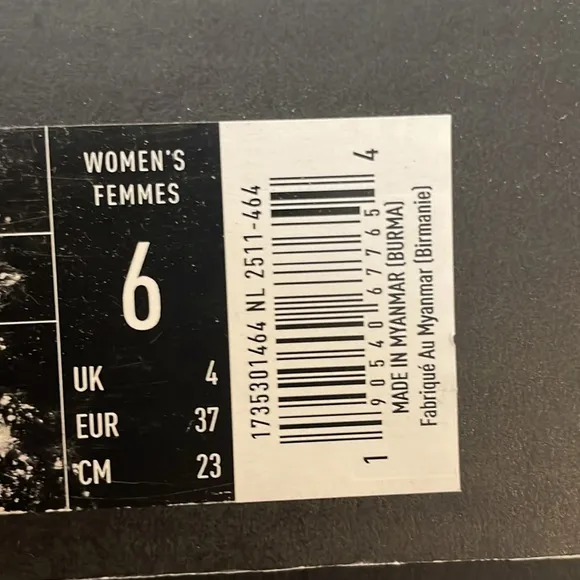 WOMEN'S
FEMMES
6
UK 4
EUR 37
CM 23
1735301464 NL 2511-464
1 90540 67765 4
MADE IN MYANMAR (BURMA)
Fabriqué Au Myanmar (Birmanie)